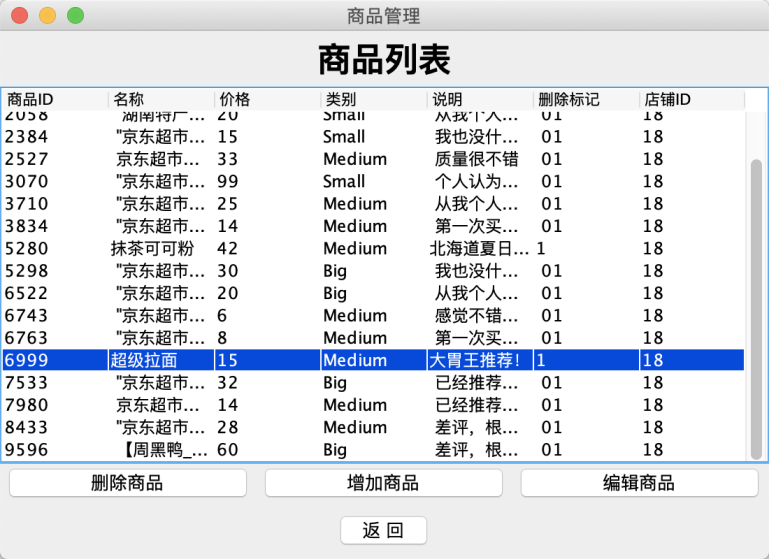 商品管理
商品列表
商品ID 名称 价格 类别 说明 删除标记 店铺ID
2058 "湖南特产... 20 Small 从我个人... 01 18
2384 "京东超市... 15 Small 我也没什... 01 18
2527 京东超市... 33 Medium 质量很不错 01 18
3070 "京东超市... 99 Small 个人认为... 01 18
3710 "京东超市... 25 Medium 从我个人... 01 18
3834 "京东超市... 14 Medium 第一次买... 01 18
5280 抹茶可可粉 42 Medium 北海道夏日... 1 18
5298 "京东超市... 30 Big 我也没什... 01 18
6522 "京东超市... 20 Big 从我个人... 01 18
6743 "京东超市... 6 Medium 感觉不错... 01 18
6763 "京东超市... 8 Medium 第一次买... 01 18
6999 超级拉面 15 Medium 大胃王推荐! 1 18
7533 "京东超市... 32 Big 已经推荐... 01 18
7980 京东超市... 14 Medium 已经推荐... 01 18
8433 "京东超市... 28 Medium 差评，根... 01 18
9596 【周黑鸭_... 60 Big 差评，根... 01 18
删除商品 增加商品 编辑商品
返 回